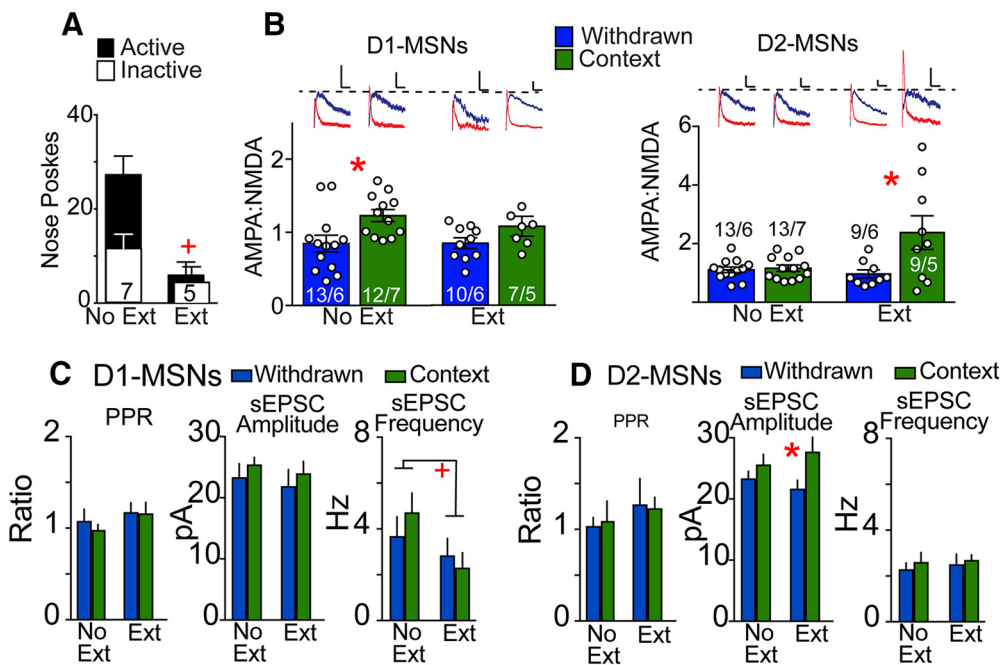 A
Active
Inactive
Nose Poskes
40
20
0
7
+
5
No Ext
Ext
B
D1-MSNs
Withdrawn
Context
D2-MSNs
AMPA:NMDA
2
1
0
*
13/6
12/7
10/6
7/5
No Ext
Ext
AMPA:NMDA
6
4
2
13/6
13/7
9/6
*
9/5
No Ext
Ext
C
D1-MSNs
Withdrawn
Context
PPR
Ratio
2
1
0
No
Ext
Ext
sEPSC
Amplitude
pA
30
20
10
0
No
Ext
Ext
sEPSC
Frequency
Hz
8
4
0
+
No
Ext
Ext
D
D2-MSNs
Withdrawn
Context
PPR
Ratio
2
1
0
No
Ext
Ext
sEPSC
Amplitude
pA
30
20
10
0
*
No
Ext
Ext
sEPSC
Frequency
Hz
8
4
0
No
Ext
Ext